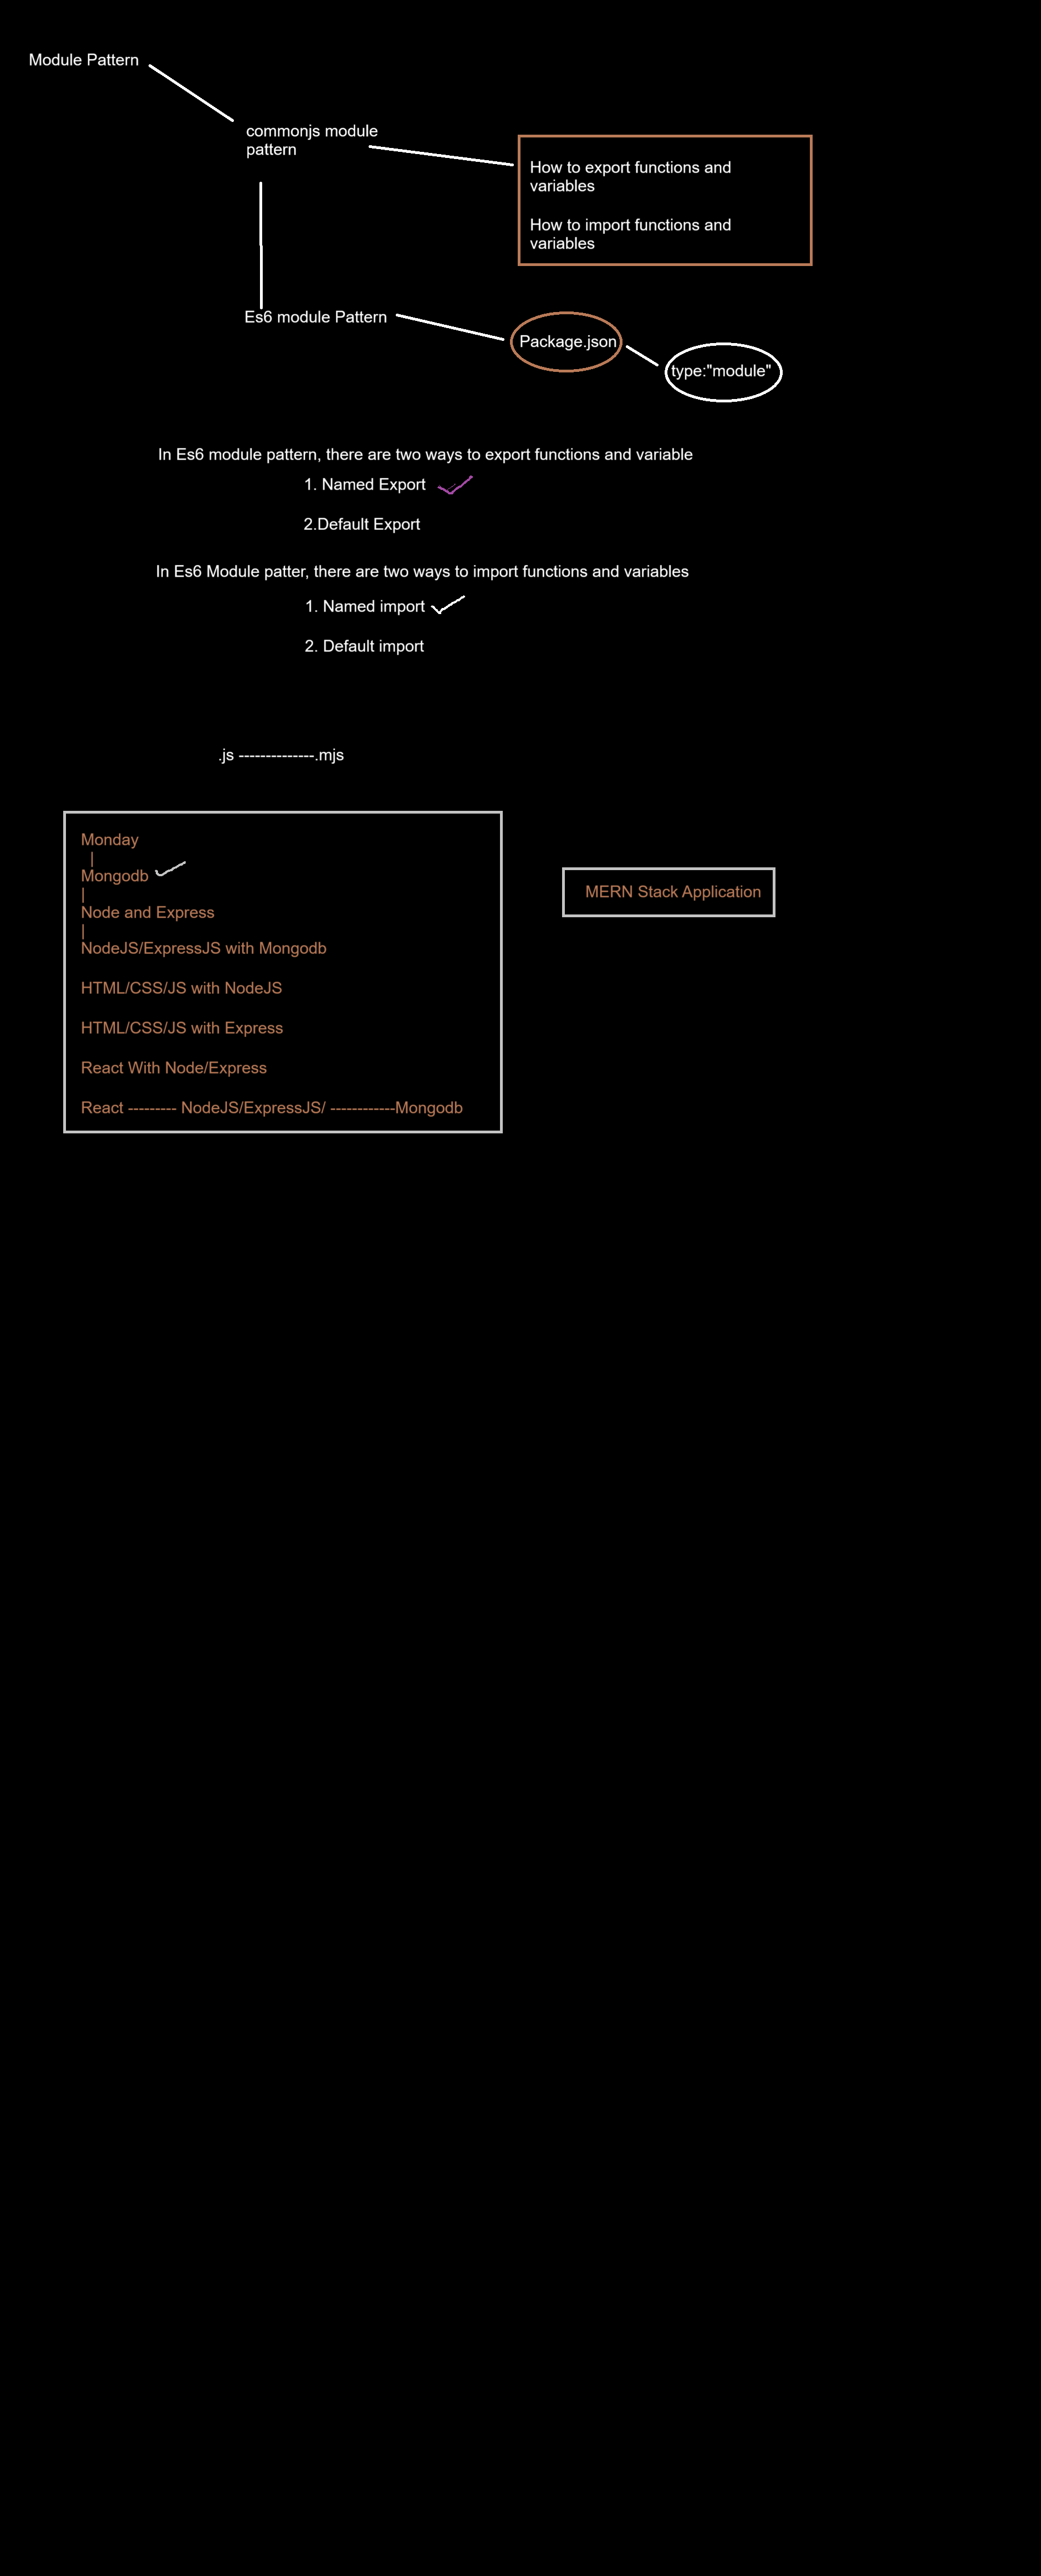 Module Pattern
commonjs module
pattern
How to export functions and
variables
How to import functions and
variables
Es6 module Pattern
Package.json
type:"module"
In Es6 module pattern, there are two ways to export functions and variable
1. Named Export
2.Default Export
In Es6 Module patter, there are two ways to import functions and variables
1. Named import
2. Default import
.js --------------.mjs
Monday
|
Mongodb
|
Node and Express
|
NodeJS/ExpressJS with Mongodb
HTML/CSS/JS with NodeJS
HTML/CSS/JS with Express
React With Node/Express
React --------- NodeJS/ExpressJS/ ------------Mongodb
MERN Stack Application